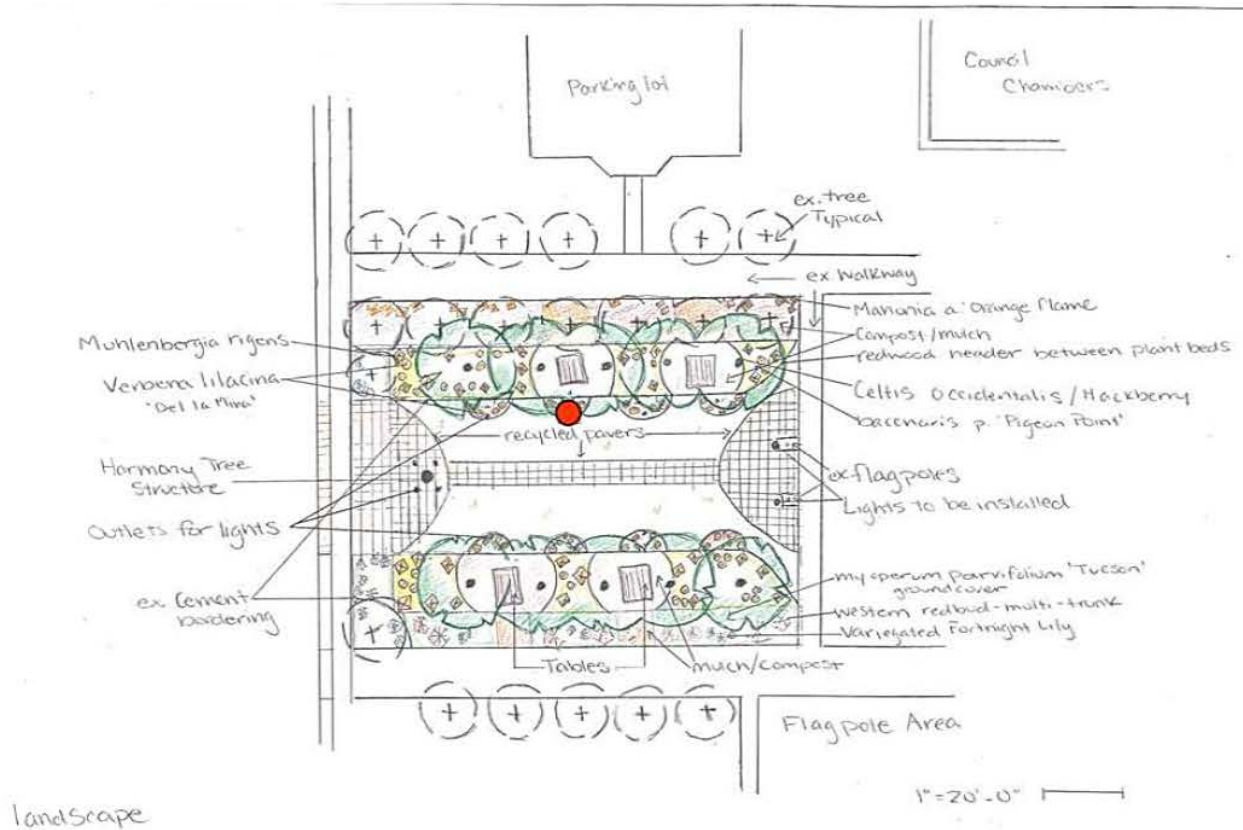 Parking lot
Council
Chambers
ex. tree
Typical
ex Walkway
Mahonia a. 'Orange Flame
Compost/mulch
redwood header between plant beds
Muhlenbergia rigens
Verbena lilacina
'Del la Mina'
Celtis Occidentalis / Hackberry
baccharis p. 'Pigeon Point'
recycled pavers
Harmony Tree
Structure
ex. flagpoles
Lights to be installed
Outlets for lights
myoperum parvifolium 'Tucson'
groundcover
ex Cement
bordering
western redbud-multi-trunk
Variegated Fortnight Lily
Tables
mulch/compost
Flagpole Area
1"=20'-0"
landscape